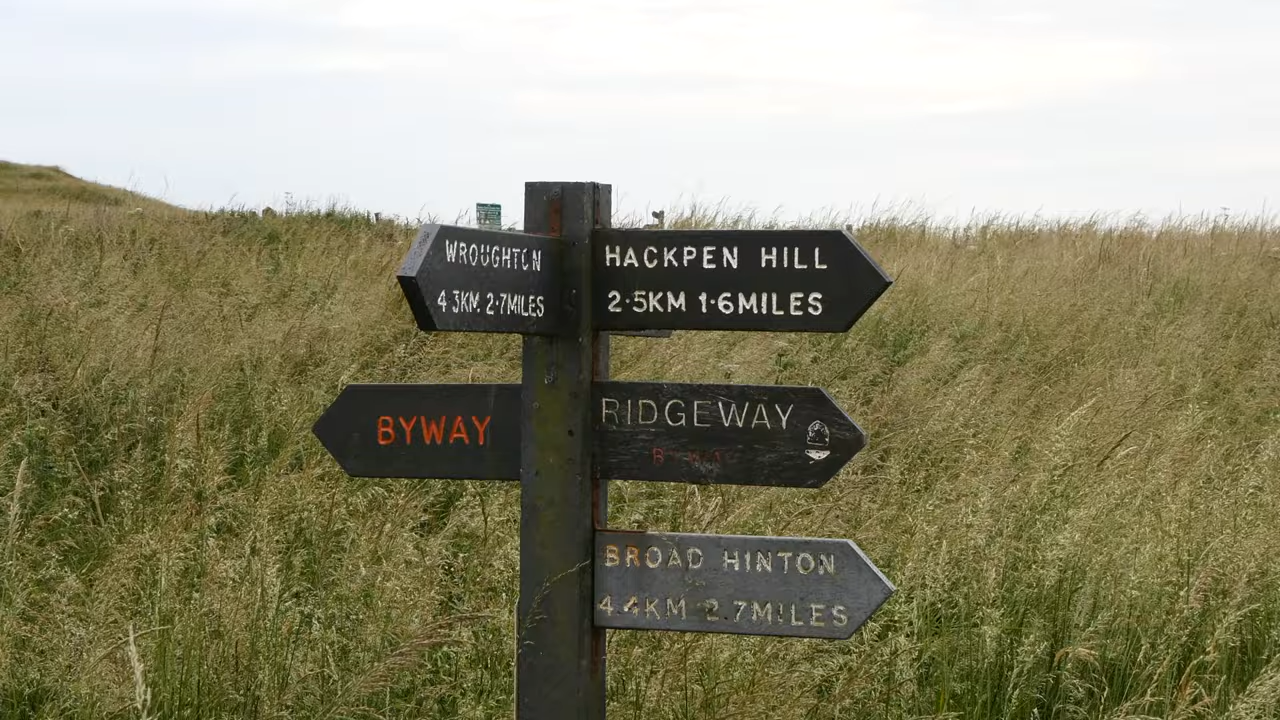 WROUGHTON
4·3KM. 2·7MILES
HACKPEN HILL
2·5KM 1·6MILES
BYWAY
RIDGEWAY
BYWAY
BROAD HINTON
4.4KM 2.7MILES